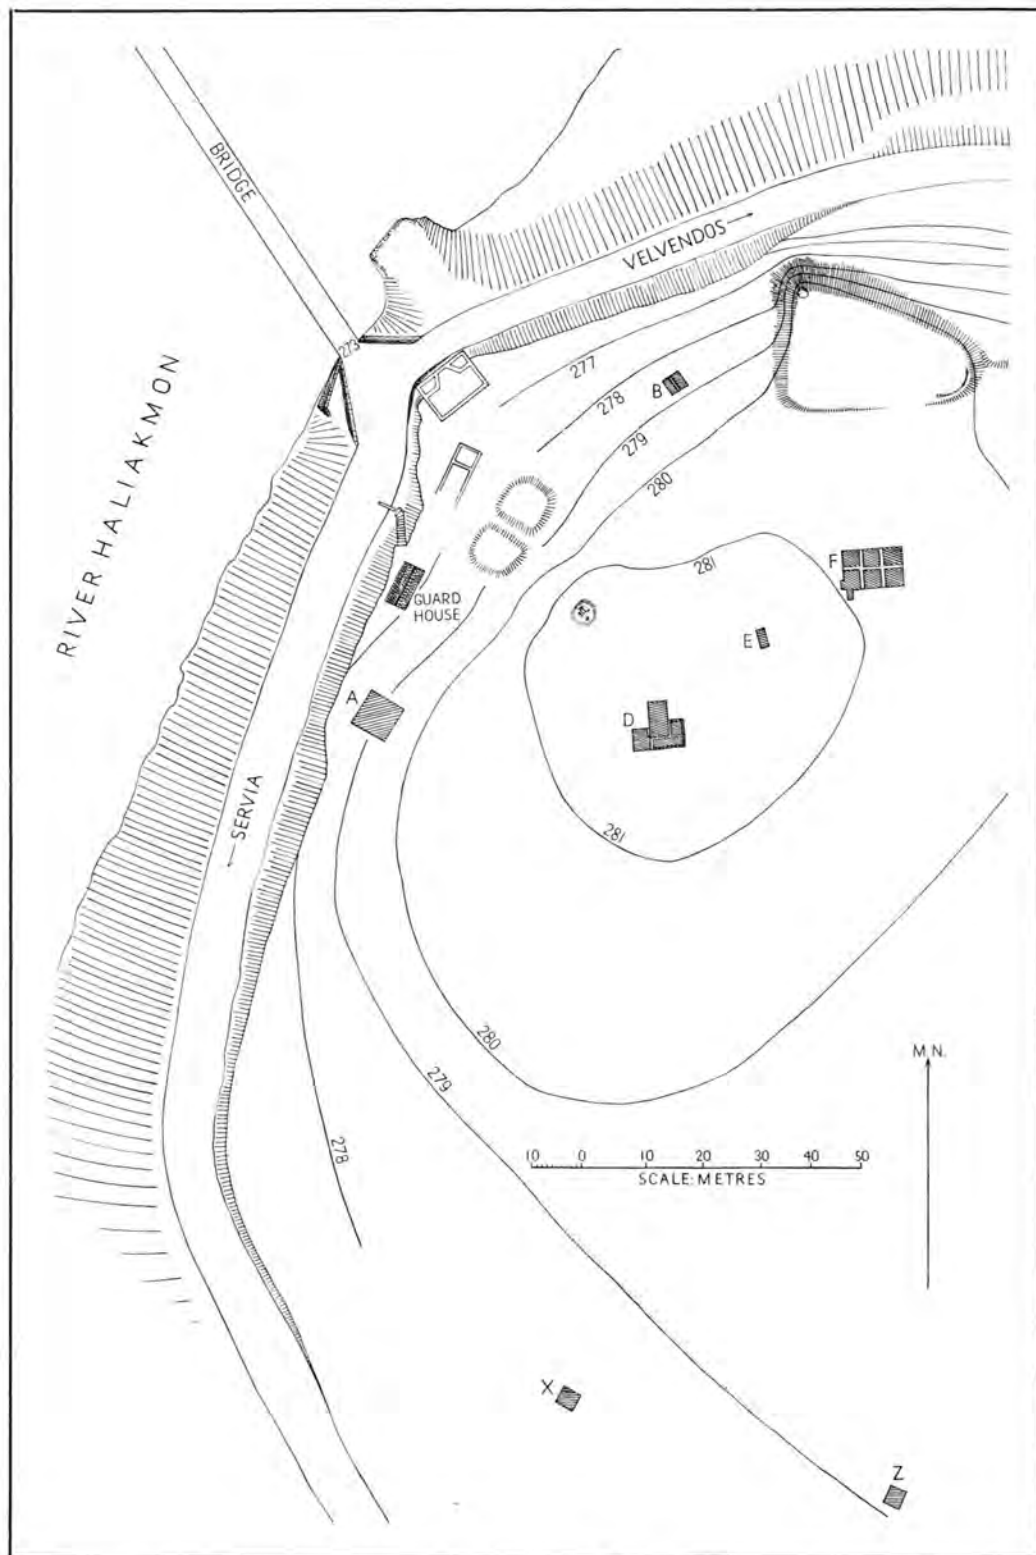 BRIDGE
VELVENDOS →
273
RIVER HALIAKMON
277
278
B
279
280
F
281
GUARD
HOUSE
E
A
D
← SERVIA
281
280
279
278
M.N.
10 0 10 20 30 40 50
SCALE: METRES
X
Z